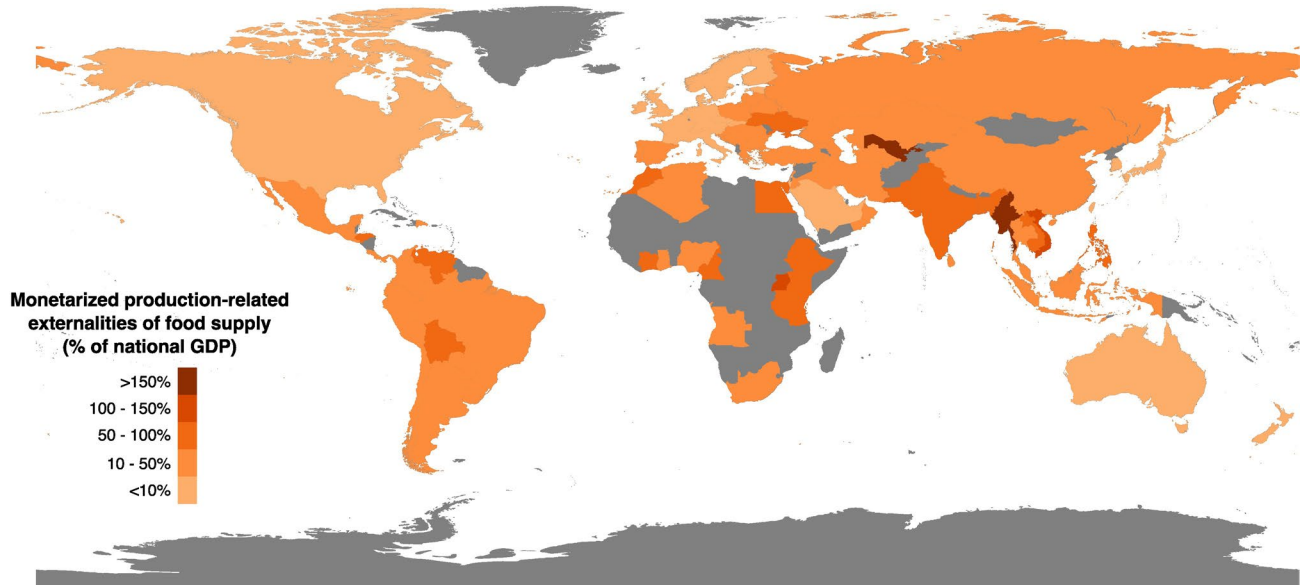 Monetarized production-related
externalities of food supply
(% of national GDP)
>150%
100 - 150%
50 - 100%
10 - 50%
<10%